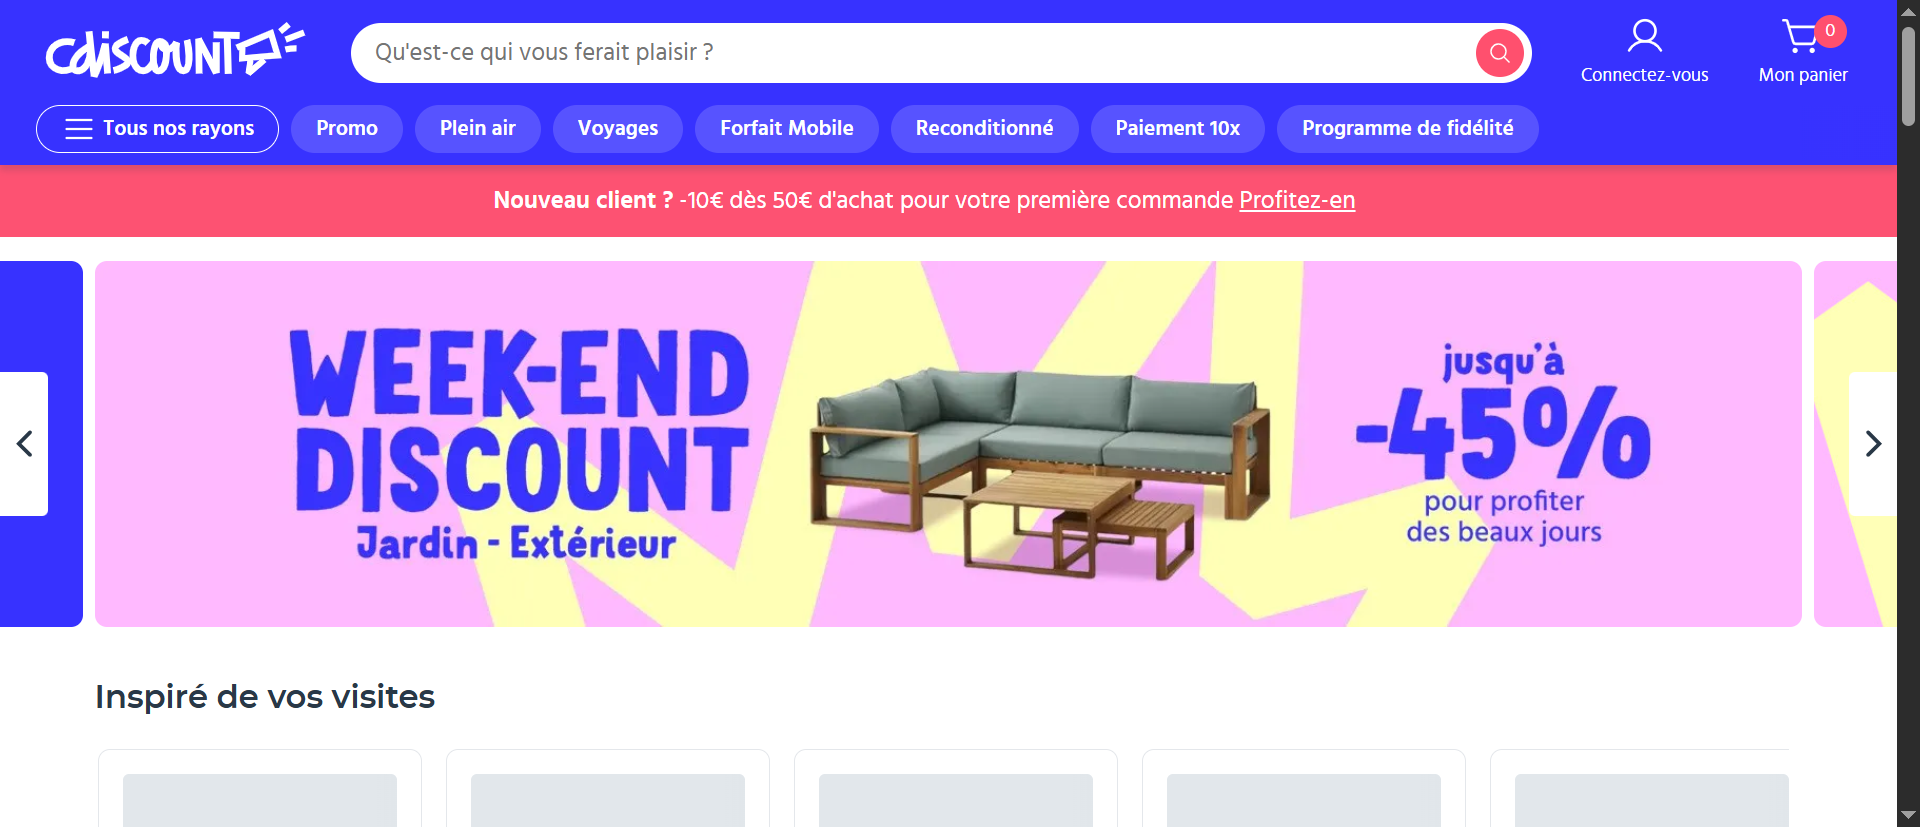 cdiscount
Qu'est-ce qui vous ferait plaisir ?
Connectez-vous
0
Mon panier
Tous nos rayons
Promo
Plein air
Voyages
Forfait Mobile
Reconditionné
Paiement 10x
Programme de fidélité
Nouveau client ? -10€ dès 50€ d'achat pour votre première commande Profitez-en
WEEK-END
DISCOUNT
Jardin - Extérieur
jusqu'à
-45%
pour profiter
des beaux jours
Inspiré de vos visites